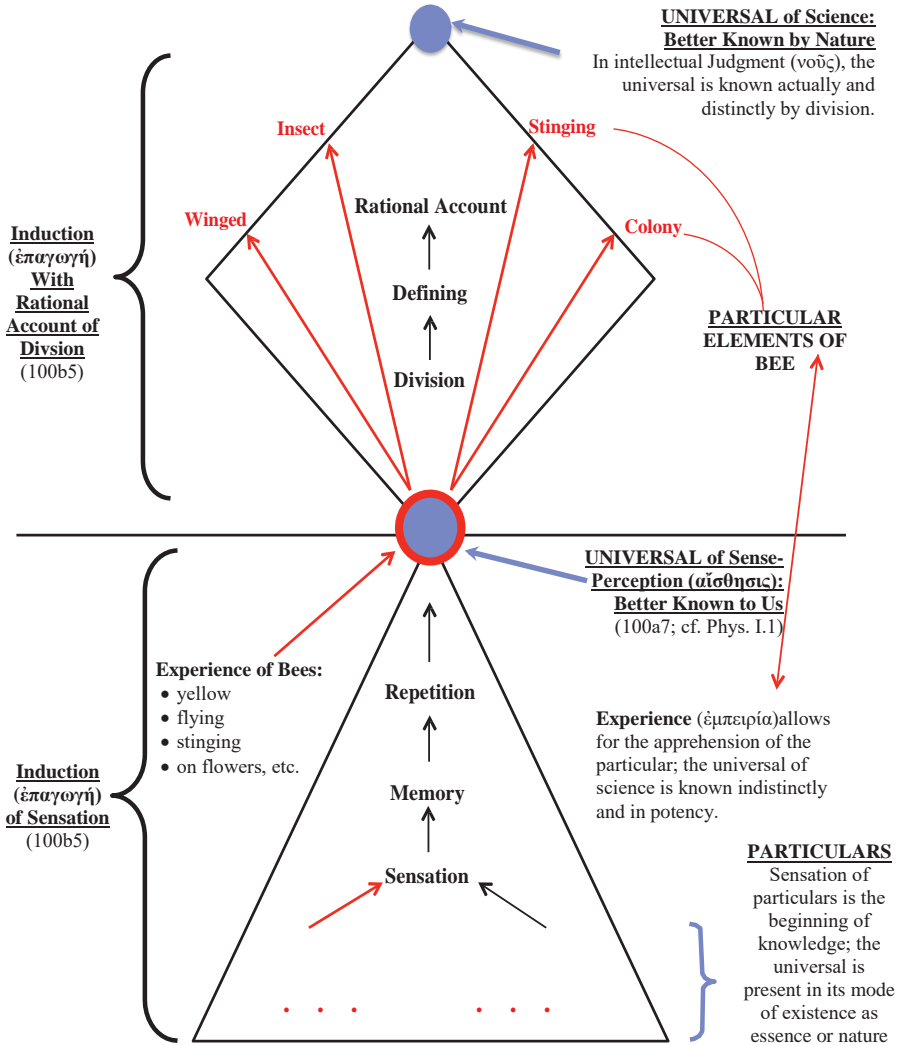 UNIVERSAL of Science:
Better Known by Nature
In intellectual Judgment (νοῦς), the
universal is known actually and
distinctly by division.
Insect
Stinging
Winged
Rational Account
Colony
Induction
(ἐπαγωγή)
With
Rational
Account of
Divsion
(100b5)
Defining
Division
PARTICULAR
ELEMENTS OF
BEE
UNIVERSAL of Sense-
Perception (αἴσθησις):
Better Known to Us
(100a7; cf. Phys. I.1)
Experience of Bees:
• yellow
• flying
• stinging
• on flowers, etc.
Repetition
Memory
Sensation
Experience (ἐμπειρία)allows
for the apprehension of the
particular; the universal of
science is known indistinctly
and in potency.
Induction
(ἐπαγωγή)
of Sensation
(100b5)
PARTICULARS
Sensation of
particulars is the
beginning of
knowledge; the
universal is
present in its mode
of existence as
essence or nature